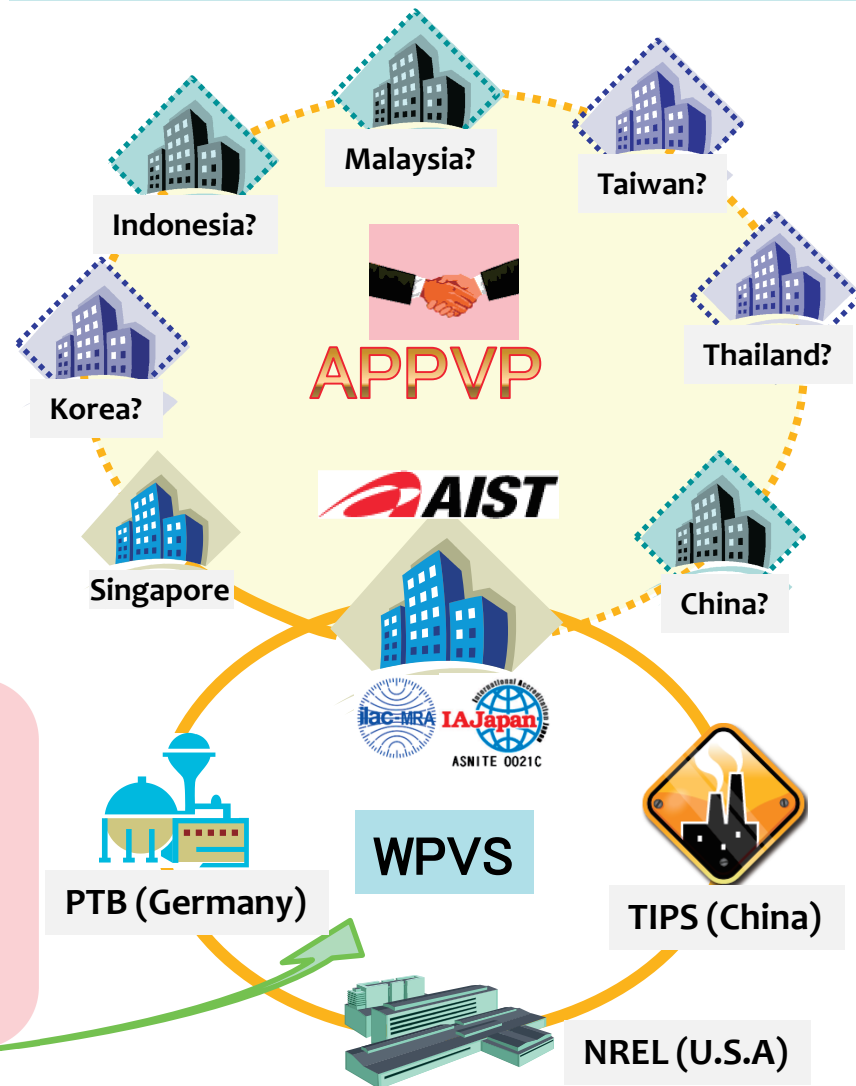 Malaysia?
Taiwan?
Indonesia?
Thailand?
Korea?
APPVP
AIST
Singapore
China?
ilac-MRA
International Accreditation Japan
IAJapan
ASNITE 0021C
WPVS
PTB (Germany)
TIPS (China)
NREL (U.S.A)